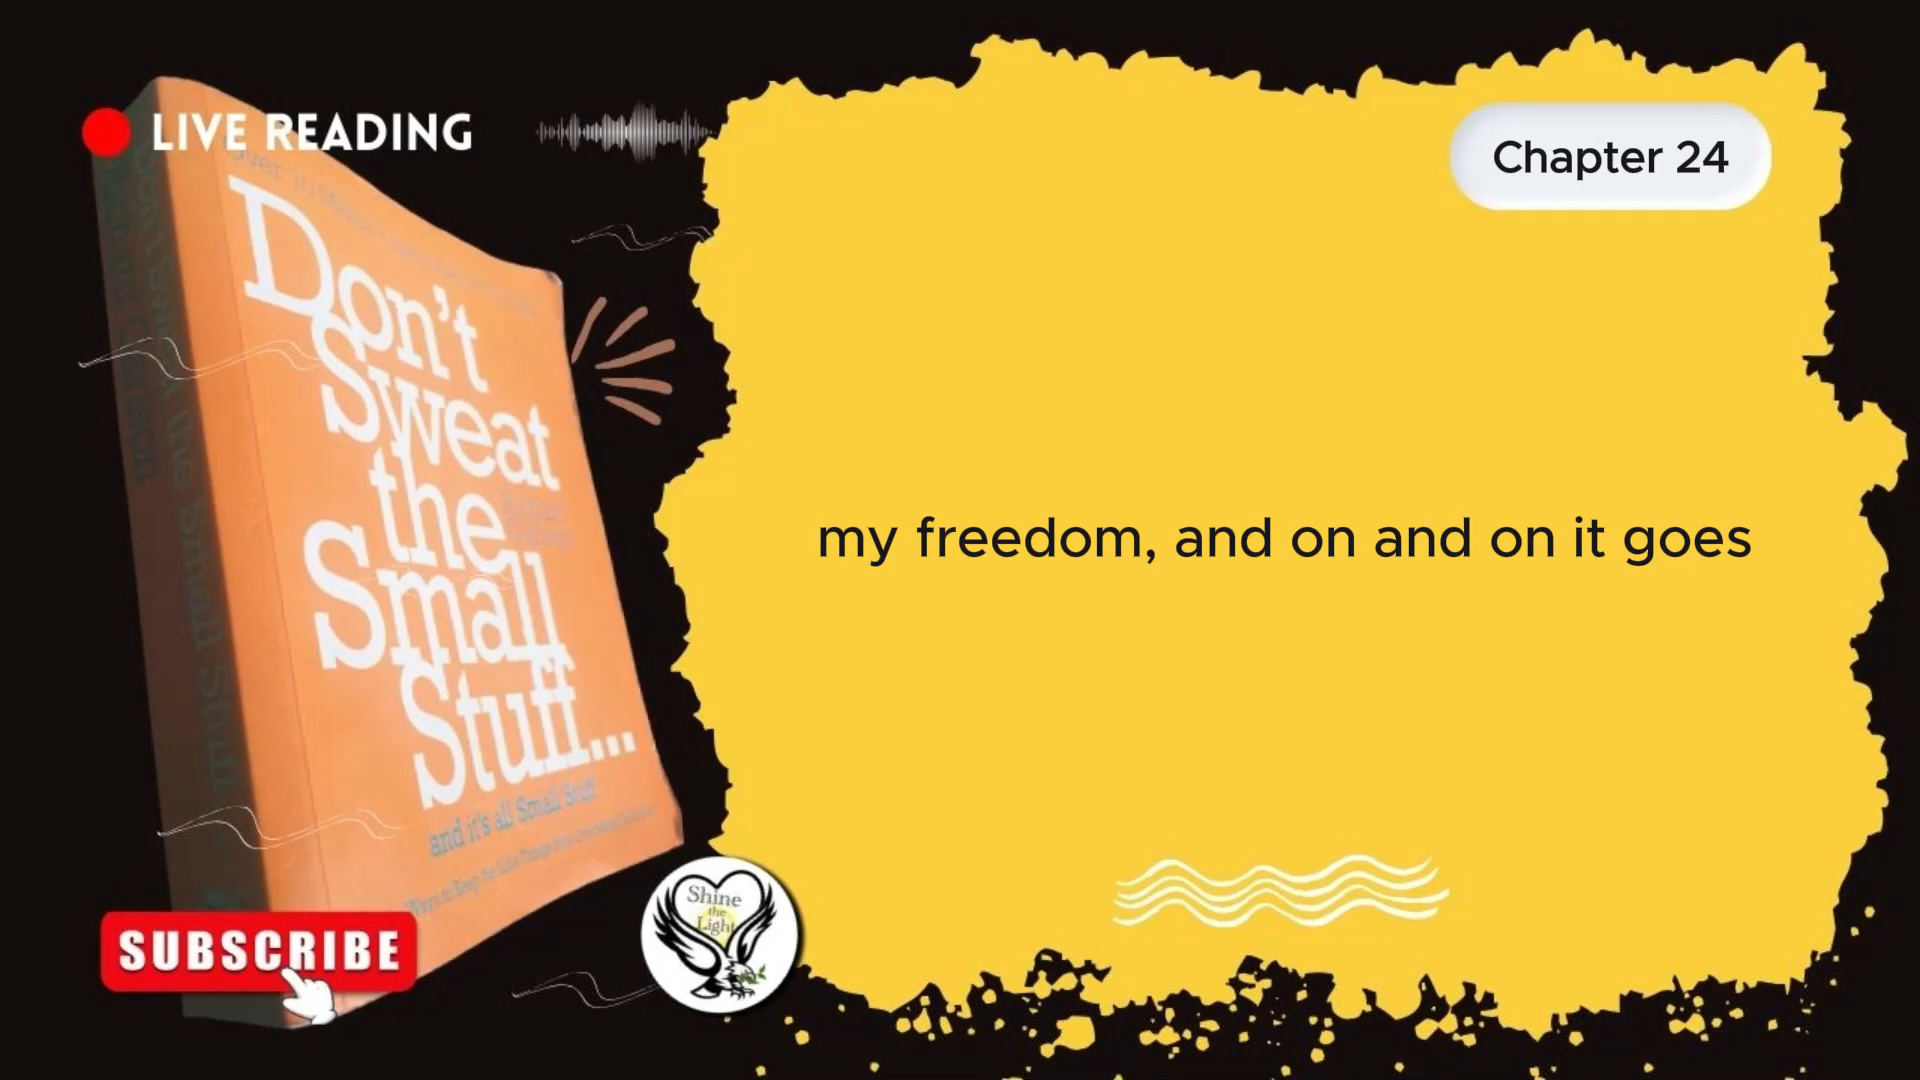 LIVE READING
Chapter 24
Don't
Sweat
the
Small
Stuff...
and it's all Small Stuff
my freedom, and on and on it goes
SUBSCRIBE
Shine
the
Light